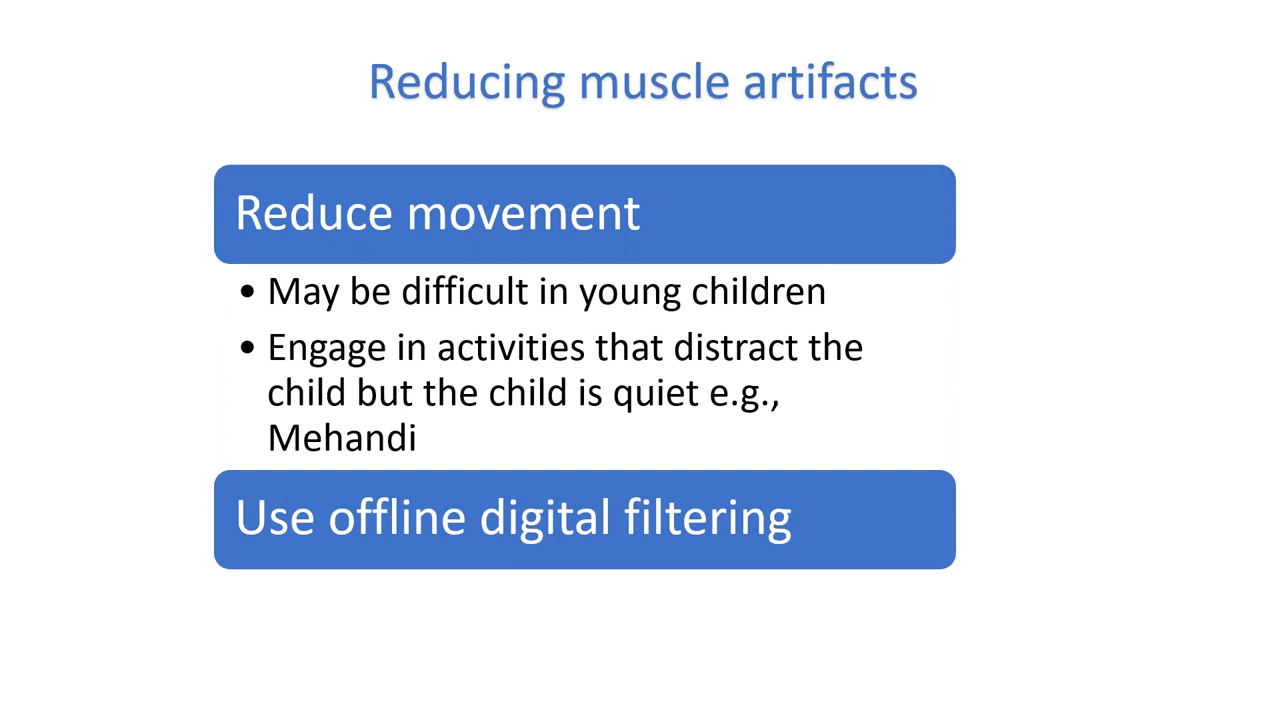 Reducing muscle artifacts
Reduce movement
• May be difficult in young children
• Engage in activities that distract the
child but the child is quiet e.g.,
Mehandi
Use offline digital filtering